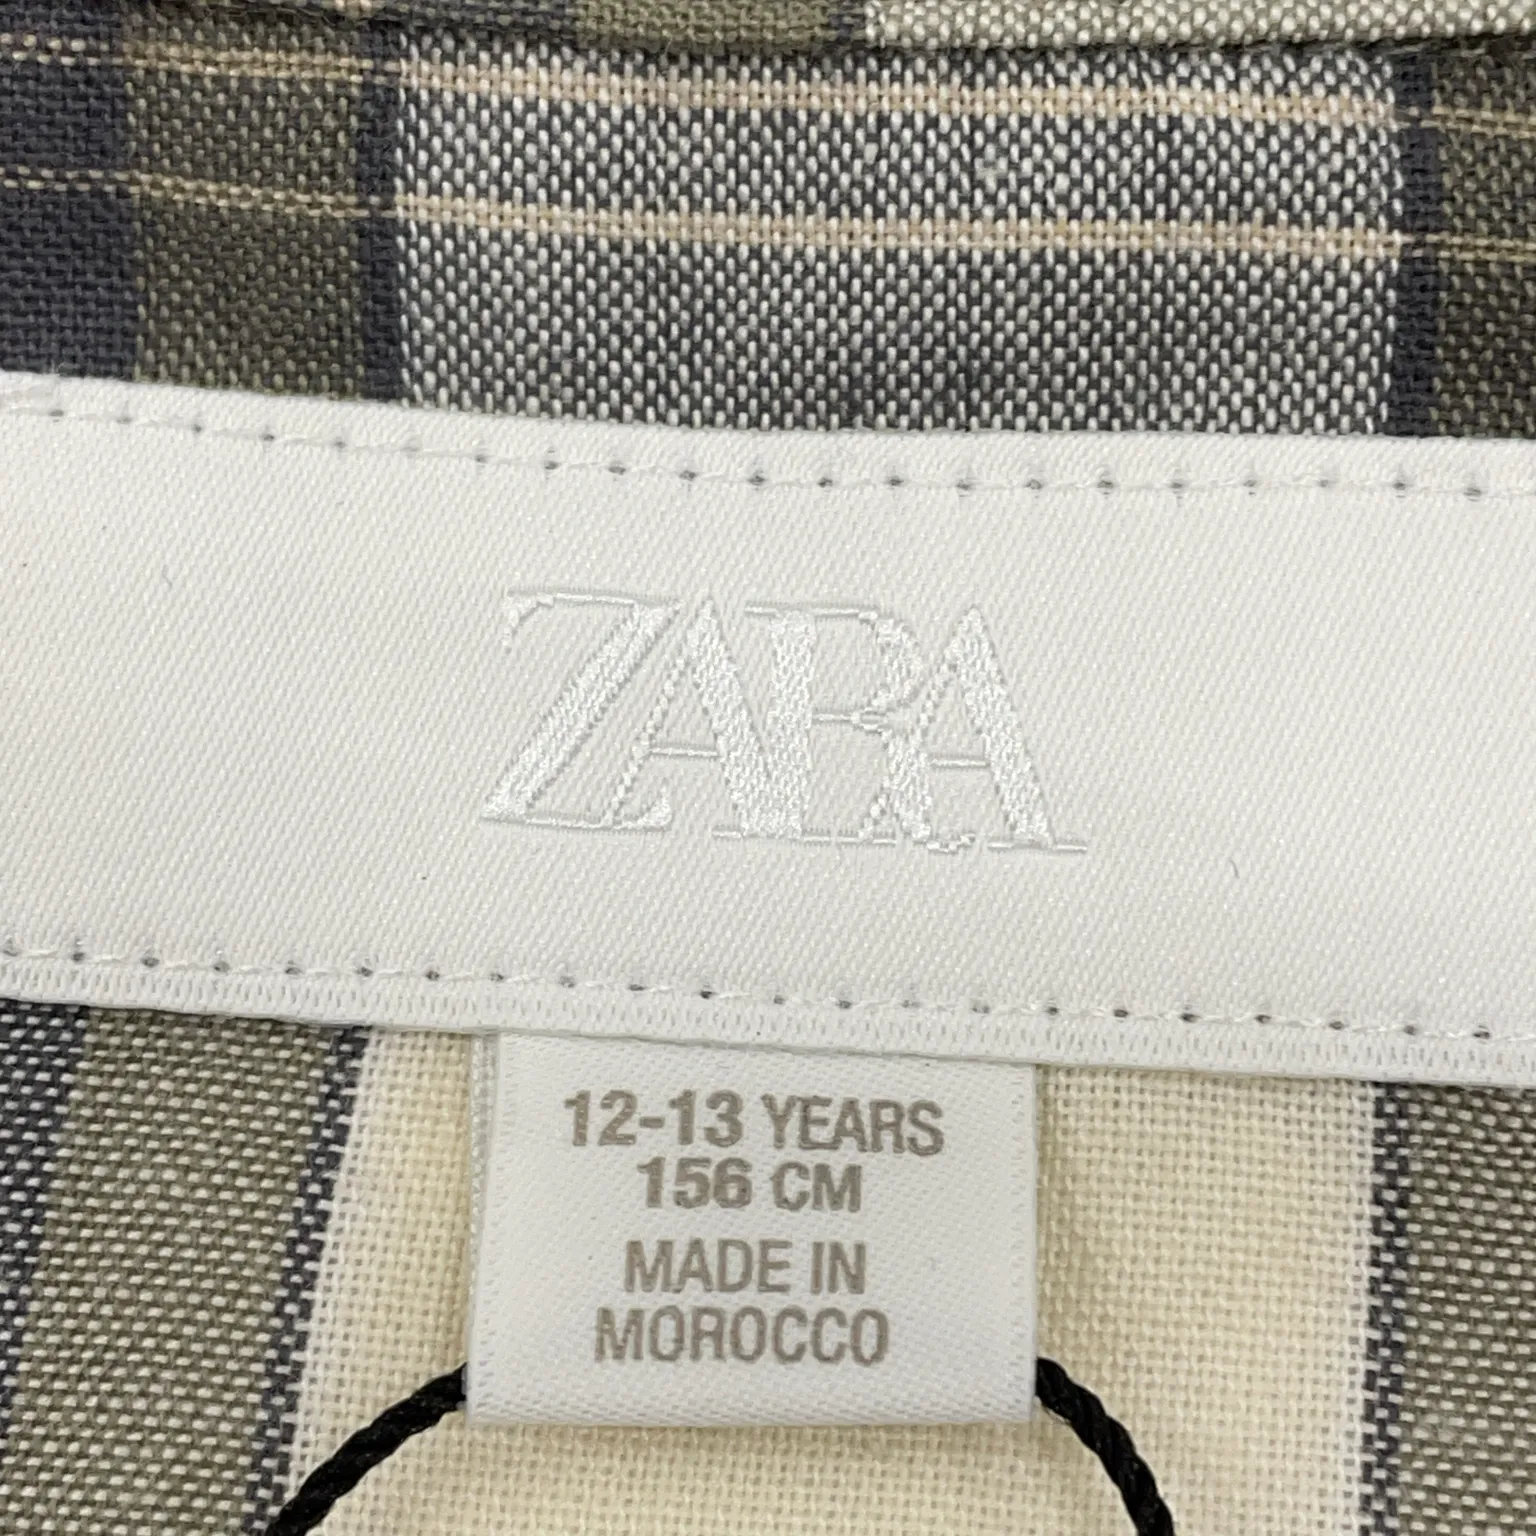 ZARA
12-13 YEARS
156 CM
MADE IN
MOROCCO